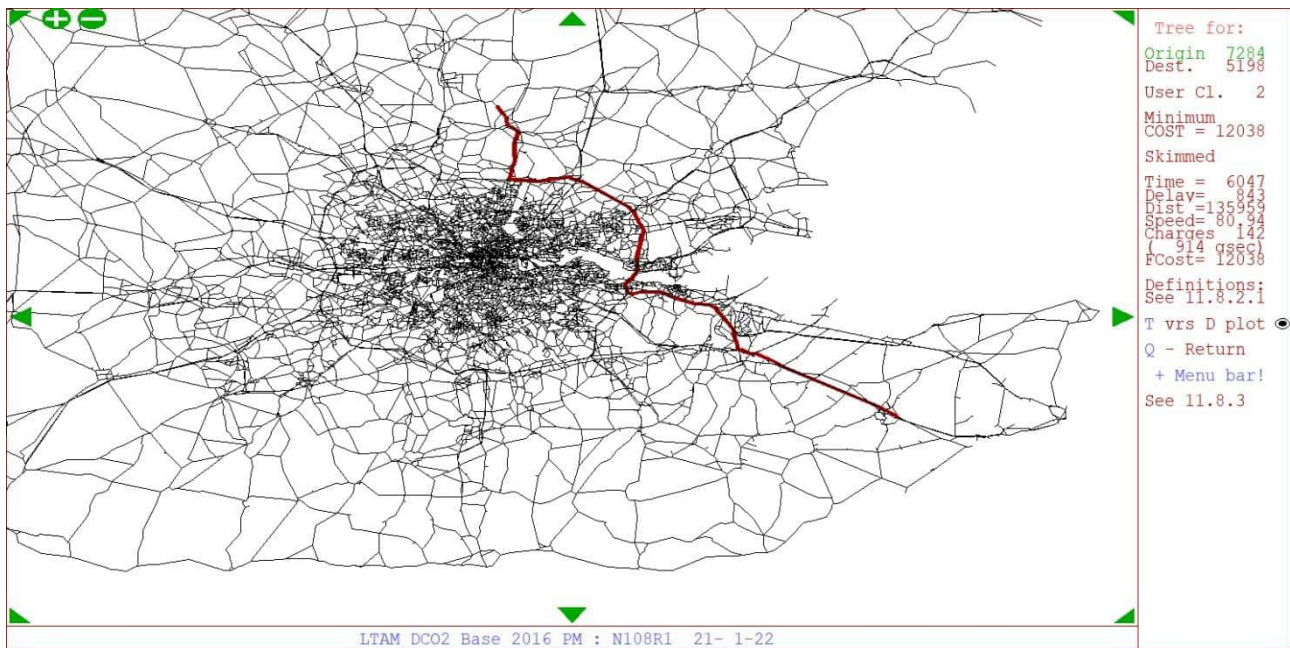 Tree for:
Origin 7284
Dest. 5198
User Cl. 2
Minimum
COST = 12038
Skimmed
Time = 6047
Delay= 843
Dist =135959
Speed= 80.94
Charges 142
( 914 gsec)
FCost= 12038
Definitions:
See 11.8.2.1
T vrs D plot
Q - Return
+ Menu bar!
See 11.8.3
LTAM DCO2 Base 2016 PM : N108R1 21- 1-22